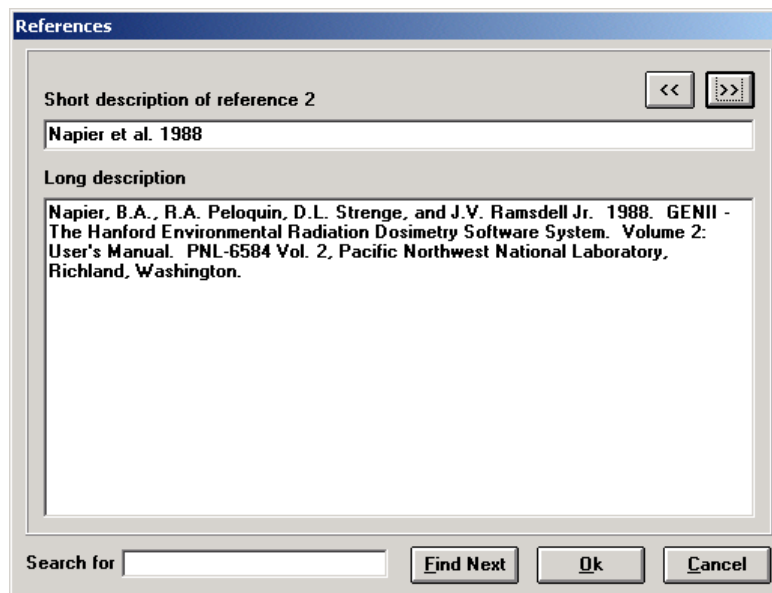 References
Short description of reference 2
<< >>
Napier et al. 1988
Long description
Napier, B.A., R.A. Peloquin, D.L. Strenge, and J.V. Ramsdell Jr.  1988.  GENII -
The Hanford Environmental Radiation Dosimetry Software System.  Volume 2:
User's Manual.  PNL-6584 Vol. 2, Pacific Northwest National Laboratory,
Richland, Washington.
Search for Find Next Ok Cancel